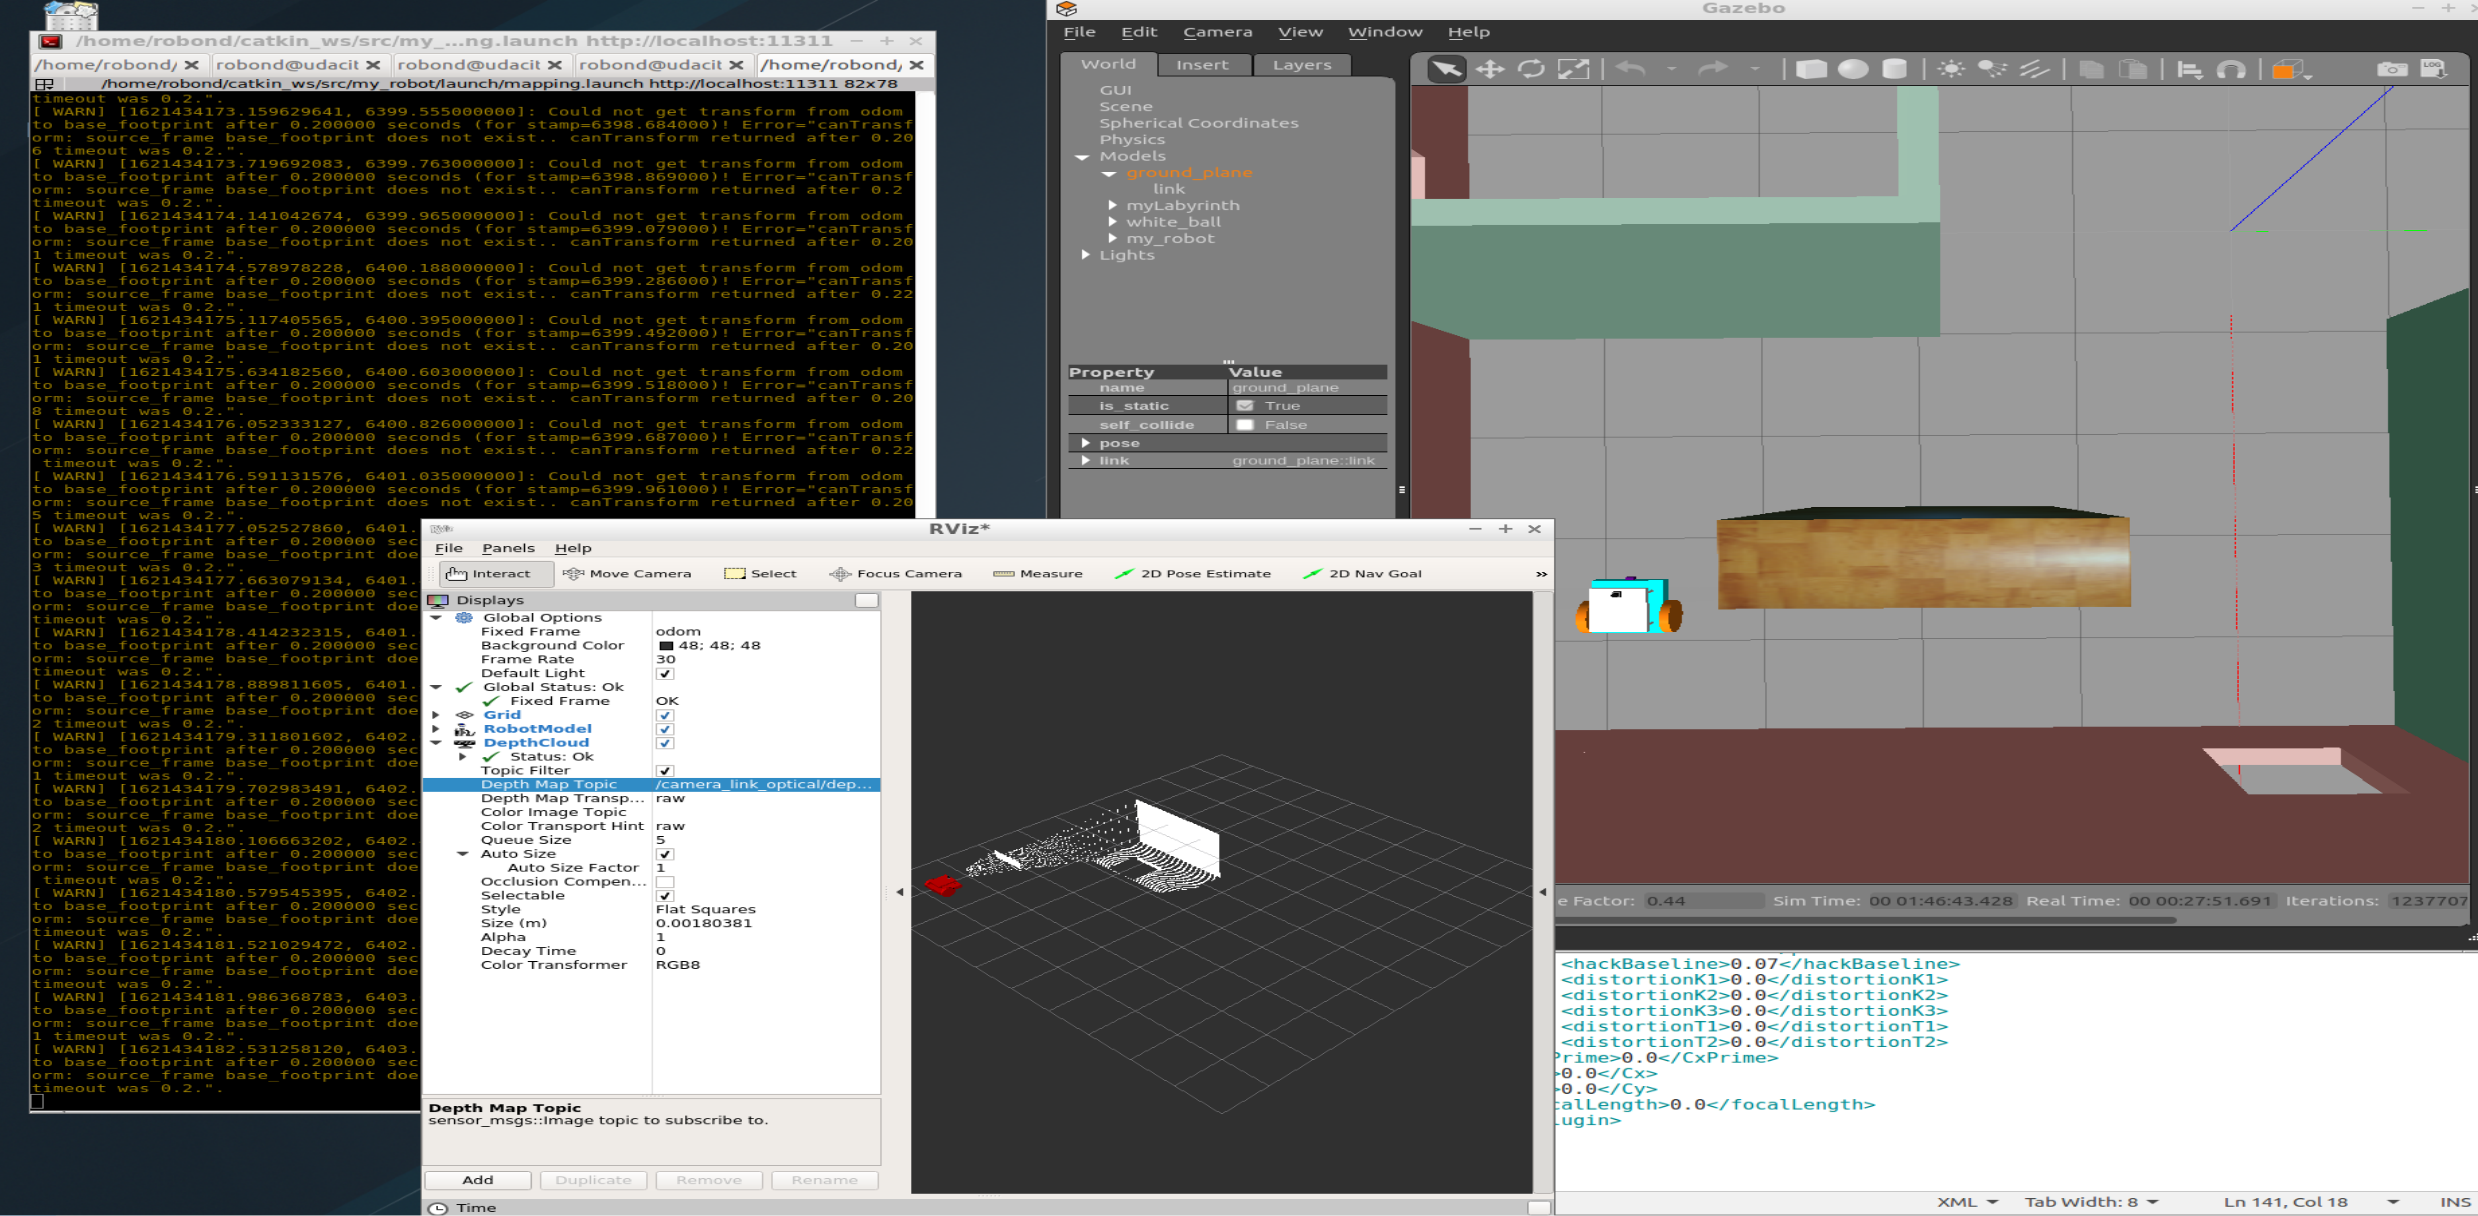 /home/robond/catkin_ws/src/my_...ng.launch http://localhost:11311
/home/robond/ robond@udacit robond@udacit robond@udacit /home/robond/
/home/robond/catkin_ws/src/my_robot/launch/mapping.launch http://localhost:11311 82x78
timeout was 0.2.".
[ WARN] [1621434173.159629641, 6399.555000000]: Could not get transform from odom
to base_footprint after 0.200000 seconds (for stamp=6398.684000)! Error="canTransf
orm: source_frame base_footprint does not exist.. canTransform returned after 0.20
6 timeout was 0.2.".
[ WARN] [1621434173.719692083, 6399.763000000]: Could not get transform from odom
to base_footprint after 0.200000 seconds (for stamp=6398.869000)! Error="canTransf
orm: source_frame base_footprint does not exist.. canTransform returned after 0.2
timeout was 0.2.".
[ WARN] [1621434174.141042674, 6399.965000000]: Could not get transform from odom
to base_footprint after 0.200000 seconds (for stamp=6399.079000)! Error="canTransf
orm: source_frame base_footprint does not exist.. canTransform returned after 0.20
1 timeout was 0.2.".
[ WARN] [1621434174.578978228, 6400.188000000]: Could not get transform from odom
to base_footprint after 0.200000 seconds (for stamp=6399.286000)! Error="canTransf
orm: source_frame base_footprint does not exist.. canTransform returned after 0.22
1 timeout was 0.2.".
[ WARN] [1621434175.117405565, 6400.395000000]: Could not get transform from odom
to base_footprint after 0.200000 seconds (for stamp=6399.492000)! Error="canTransf
orm: source_frame base_footprint does not exist.. canTransform returned after 0.20
1 timeout was 0.2.".
[ WARN] [1621434175.634182560, 6400.603000000]: Could not get transform from odom
to base_footprint after 0.200000 seconds (for stamp=6399.518000)! Error="canTransf
orm: source_frame base_footprint does not exist.. canTransform returned after 0.20
8 timeout was 0.2.".
[ WARN] [1621434176.052333127, 6400.826000000]: Could not get transform from odom
to base_footprint after 0.200000 seconds (for stamp=6399.687000)! Error="canTransf
orm: source_frame base_footprint does not exist.. canTransform returned after 0.22
timeout was 0.2.".
[ WARN] [1621434176.591131576, 6401.035000000]: Could not get transform from odom
to base_footprint after 0.200000 seconds (for stamp=6399.961000)! Error="canTransf
orm: source_frame base_footprint does not exist.. canTransform returned after 0.20
5 timeout was 0.2.".
[ WARN] [1621434177.052527860, 6401.
to base_footprint after 0.200000 sec
orm: source_frame base_footprint doe
3 timeout was 0.2.".
[ WARN] [1621434177.663079134, 6401.
to base_footprint after 0.200000 sec
orm: source_frame base_footprint doe
timeout was 0.2.".
[ WARN] [1621434178.414232315, 6401.
to base_footprint after 0.200000 sec
orm: source_frame base_footprint doe
timeout was 0.2.".
[ WARN] [1621434178.889811605, 6401.
to base_footprint after 0.200000 sec
orm: source_frame base_footprint doe
2 timeout was 0.2.".
[ WARN] [1621434179.311801602, 6402.
to base_footprint after 0.200000 sec
orm: source_frame base_footprint doe
1 timeout was 0.2.".
[ WARN] [1621434179.702983491, 6402.
to base_footprint after 0.200000 sec
orm: source_frame base_footprint doe
2 timeout was 0.2.".
[ WARN] [1621434180.106663202, 6402.
to base_footprint after 0.200000 sec
orm: source_frame base_footprint doe
timeout was 0.2.".
[ WARN] [1621434180.579545395, 6402.
to base_footprint after 0.200000 sec
orm: source_frame base_footprint doe
timeout was 0.2.".
[ WARN] [1621434181.521029472, 6402.
to base_footprint after 0.200000 sec
orm: source_frame base_footprint doe
timeout was 0.2.".
[ WARN] [1621434181.986368783, 6403.
to base_footprint after 0.200000 sec
orm: source_frame base_footprint doe
1 timeout was 0.2.".
[ WARN] [1621434182.531258120, 6403.
to base_footprint after 0.200000 sec
orm: source_frame base_footprint doe
timeout was 0.2.".
Gazebo
File Edit Camera View Window Help
World Insert Layers
LOG
GUI
Scene
Spherical Coordinates
Physics
Models
ground_plane
link
myLabyrinth
white_ball
my_robot
Lights
Property Value
name ground_plane
is_static True
self_collide False
pose
link ground_plane::link
e Factor: 0.44 Sim Time: 00 01:46:43.428 Real Time: 00 00:27:51.691 Iterations: 1237707
RViz*
File Panels Help
Interact Move Camera Select Focus Camera Measure 2D Pose Estimate 2D Nav Goal »
Displays
Global Options
Fixed Frame odom
Background Color 48; 48; 48
Frame Rate 30
Default Light
Global Status: Ok
Fixed Frame OK
Grid
RobotModel
DepthCloud
Status: Ok
Topic Filter
Depth Map Topic /camera_link_optical/dep...
Depth Map Transp... raw
Color Image Topic
Color Transport Hint raw
Queue Size 5
Auto Size
Auto Size Factor 1
Occlusion Compen...
Selectable
Style Flat Squares
Size (m) 0.00180381
Alpha 1
Decay Time 0
Color Transformer RGB8
Depth Map Topic
sensor_msgs::Image topic to subscribe to.
Add Duplicate Remove Rename
Time
<hackBaseline>0.07</hackBaseline>
<distortionK1>0.0</distortionK1>
<distortionK2>0.0</distortionK2>
<distortionK3>0.0</distortionK3>
<distortionT1>0.0</distortionT1>
<distortionT2>0.0</distortionT2>
Prime>0.0</CxPrime>
>0.0</Cx>
>0.0</Cy>
calLength>0.0</focalLength>
ugin>
XML Tab Width: 8 Ln 141, Col 18 INS